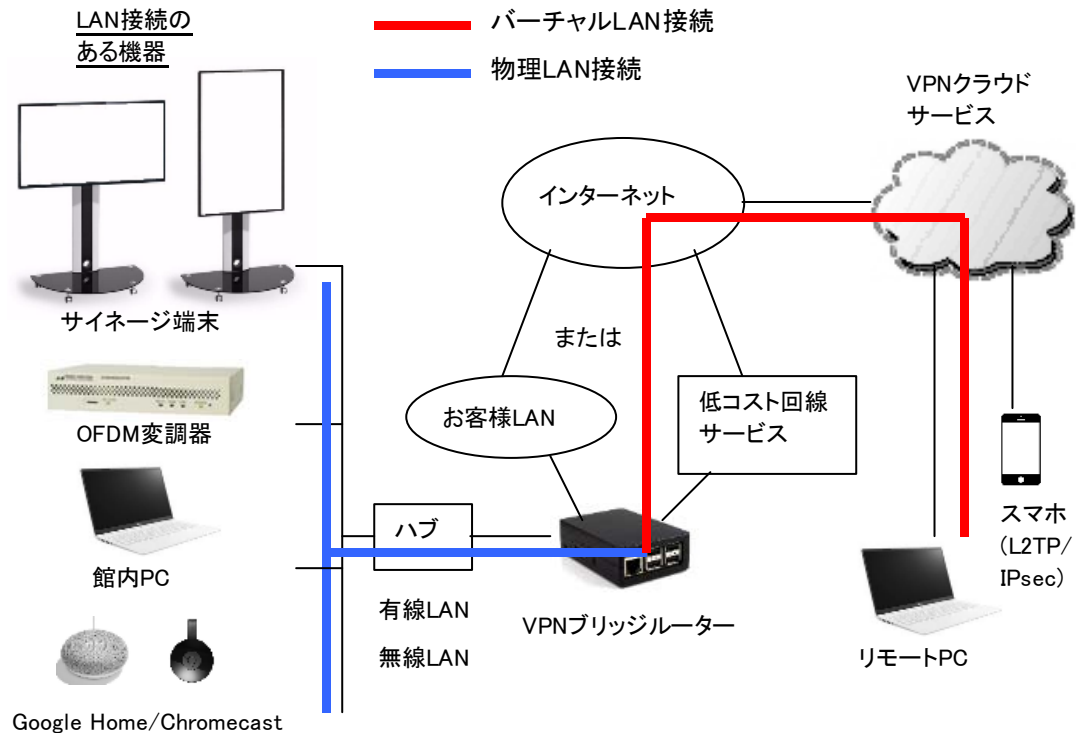 LAN接続の
ある機器
バーチャルLAN接続
物理LAN接続
VPNクラウド
サービス
インターネット
サイネージ端末
または
お客様LAN
低コスト回線
サービス
OFDM変調器
ハブ
スマホ
(L2TP/
IPsec)
館内PC
有線LAN
無線LAN
VPNブリッジルーター
リモートPC
Google Home/Chromecast